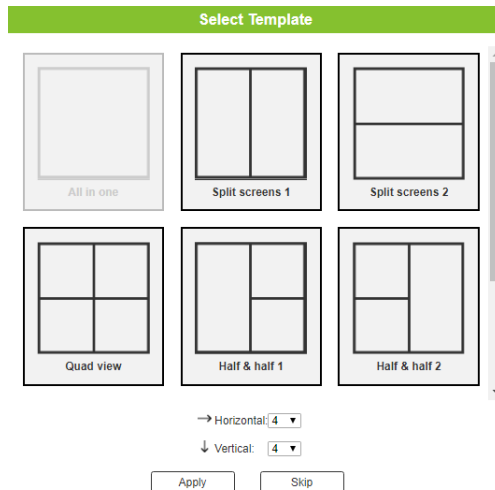 Select Template
All in one
Split screens 1
Split screens 2
Quad view
Half & half 1
Half & half 2
Horizontal: 4
Vertical: 4
Apply
Skip